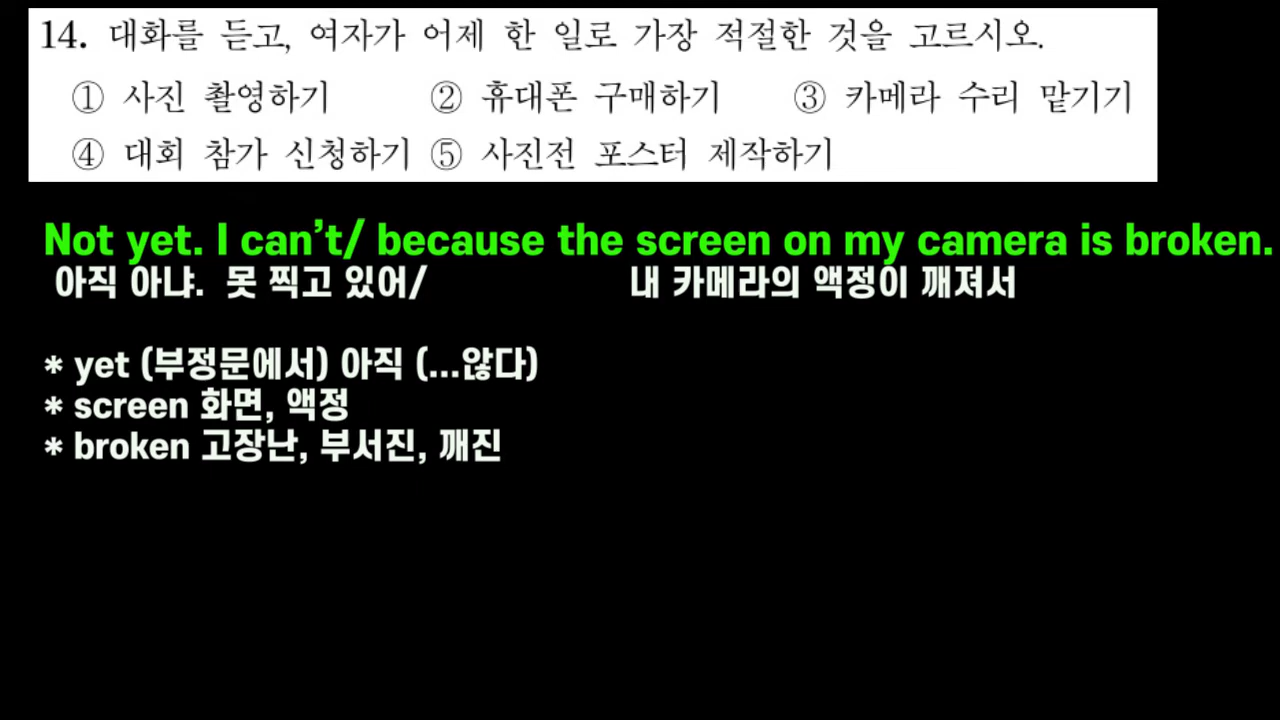 14. 대화를 듣고, 여자가 어제 한 일로 가장 적절한 것을 고르시오.
① 사진 촬영하기 ② 휴대폰 구매하기 ③ 카메라 수리 맡기기
④ 대회 참가 신청하기 ⑤ 사진전 포스터 제작하기
Not yet. I can't/ because the screen on my camera is broken.
아직 아냐. 못 찍고 있어/ 내 카메라의 액정이 깨져서
* yet (부정문에서) 아직 (...않다)
* screen 화면, 액정
* broken 고장난, 부서진, 깨진